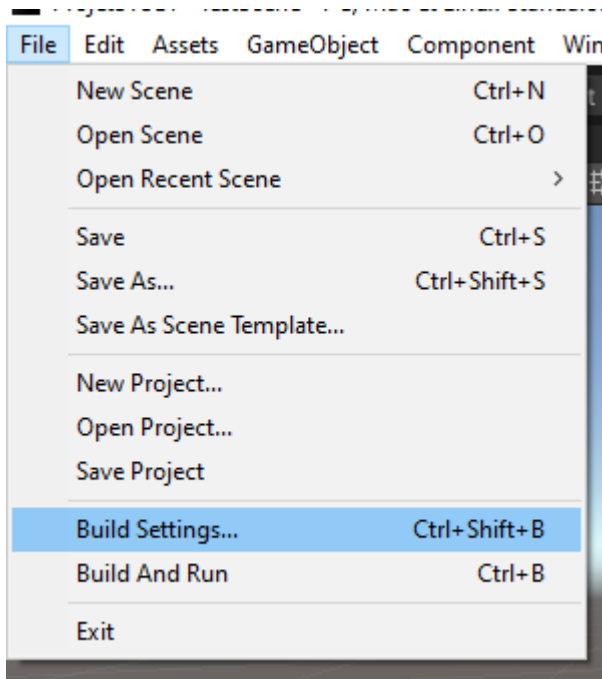 File Edit Assets GameObject Component
New Scene Ctrl+N
Open Scene Ctrl+O
Open Recent Scene >
Save Ctrl+S
Save As... Ctrl+Shift+S
Save As Scene Template...
New Project...
Open Project...
Save Project
Build Settings... Ctrl+Shift+B
Build And Run Ctrl+B
Exit